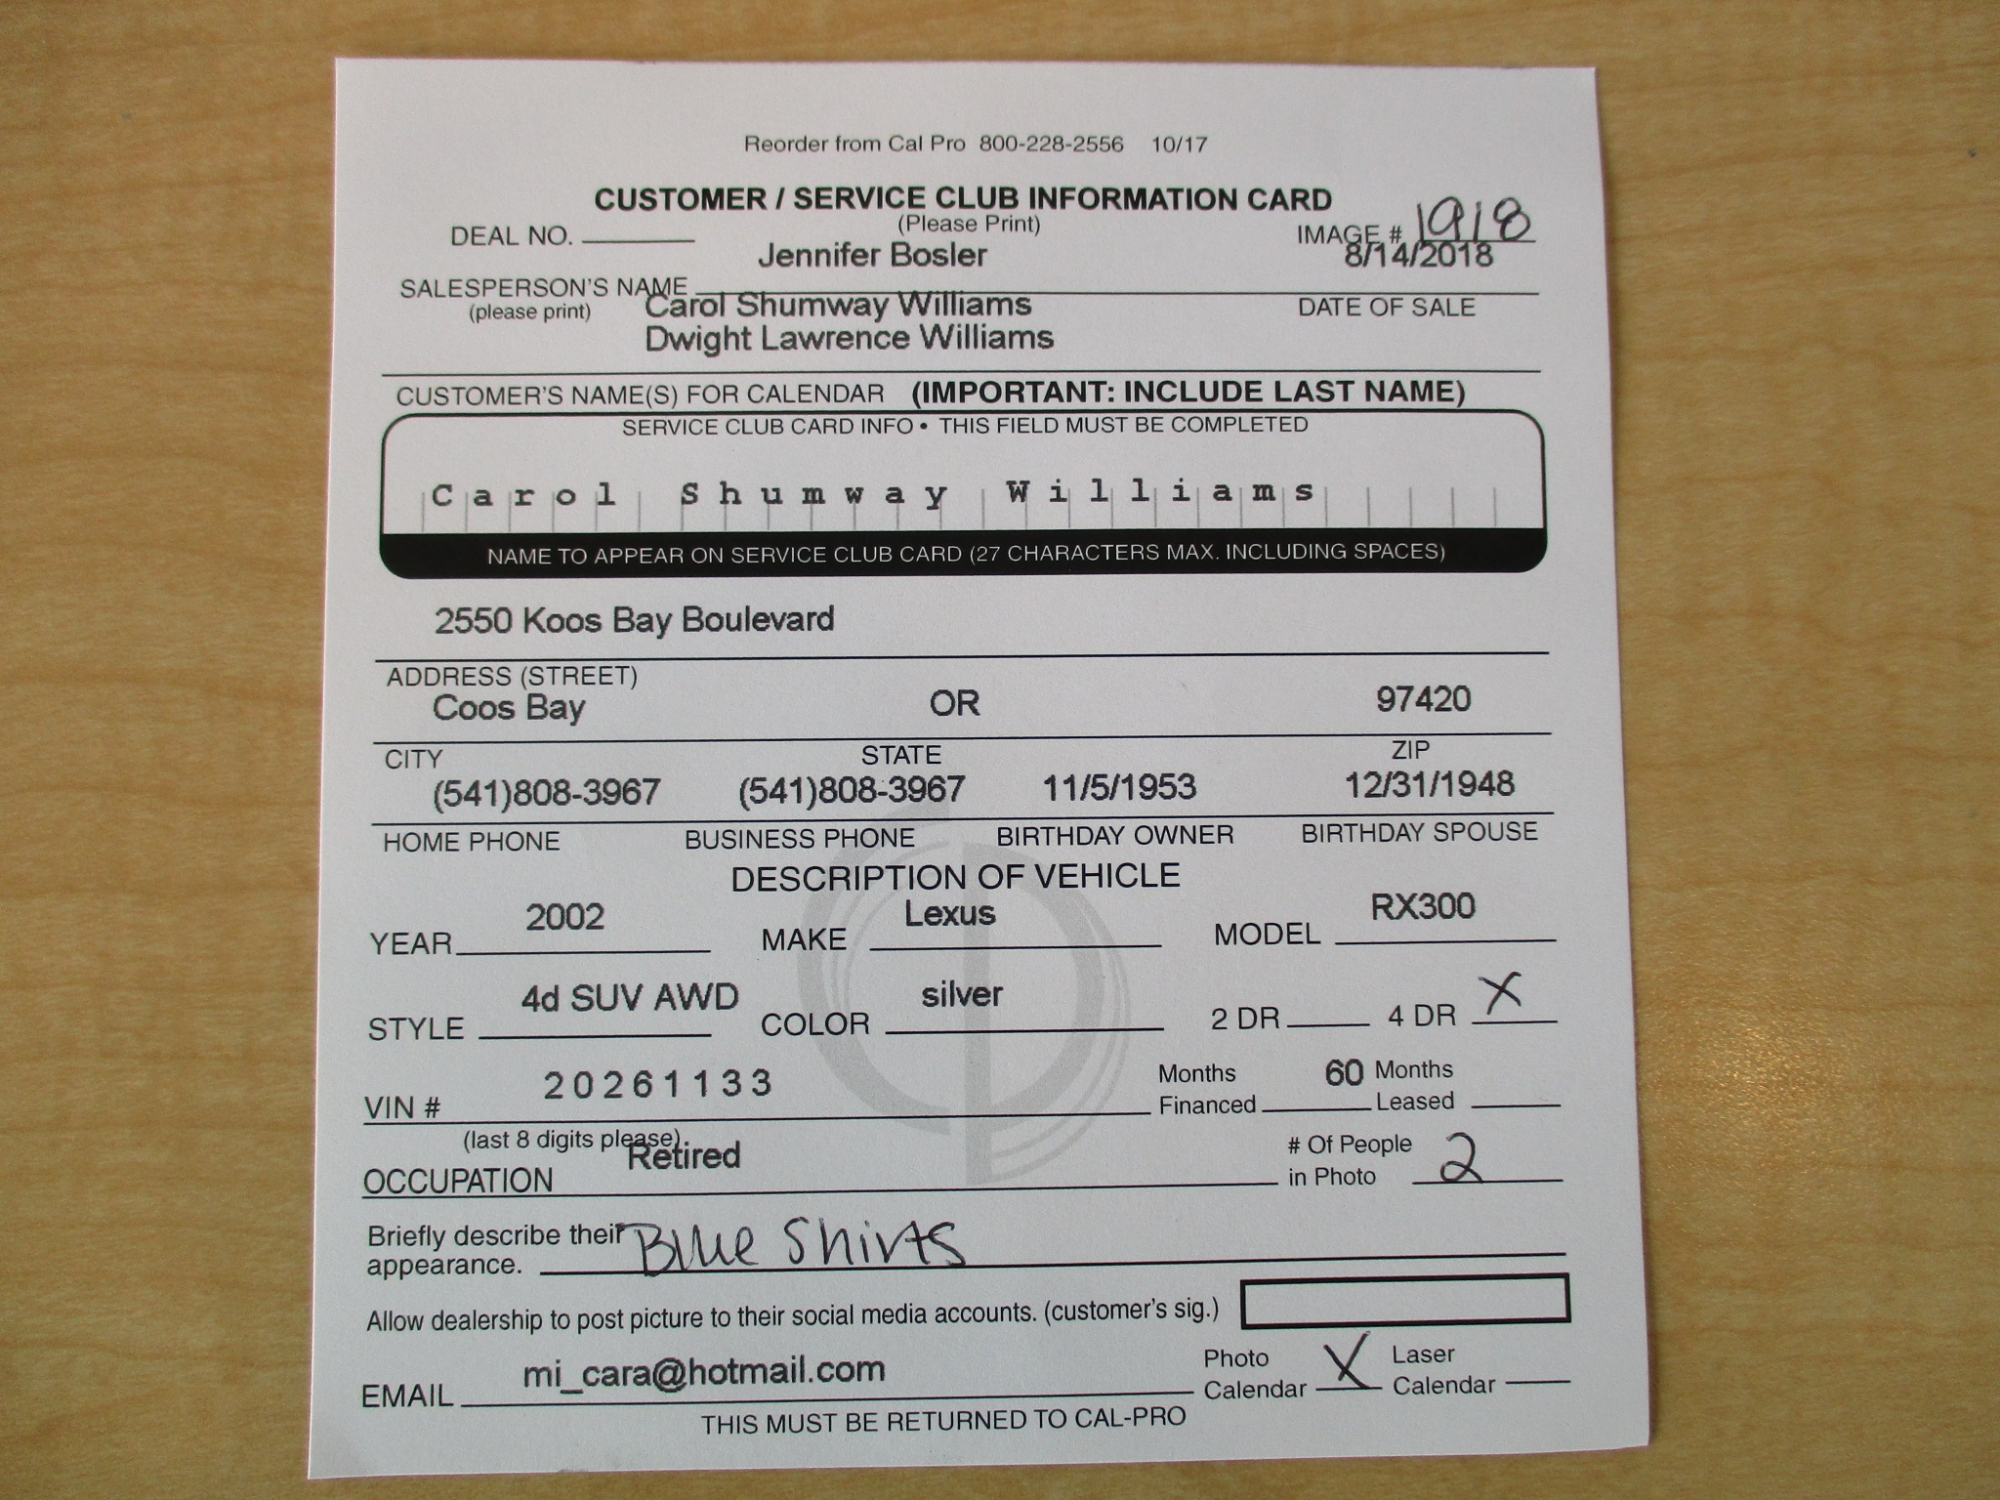 Reorder from Cal Pro 800-228-2556 10/17
CUSTOMER / SERVICE CLUB INFORMATION CARD
DEAL NO. (Please Print) IMAGE # 1918
Jennifer Bosler 8/14/2018
SALESPERSON'S NAME
(please print) Carol Shumway Williams DATE OF SALE
Dwight Lawrence Williams
CUSTOMER'S NAME(S) FOR CALENDAR (IMPORTANT: INCLUDE LAST NAME)
SERVICE CLUB CARD INFO • THIS FIELD MUST BE COMPLETED
Carol Shumway Williams
NAME TO APPEAR ON SERVICE CLUB CARD (27 CHARACTERS MAX. INCLUDING SPACES)
2550 Koos Bay Boulevard
ADDRESS (STREET)
Coos Bay OR 97420
CITY STATE ZIP
(541)808-3967 (541)808-3967 11/5/1953 12/31/1948
HOME PHONE BUSINESS PHONE BIRTHDAY OWNER BIRTHDAY SPOUSE
DESCRIPTION OF VEHICLE
YEAR 2002 MAKE Lexus MODEL RX300
STYLE 4d SUV AWD COLOR silver 2 DR 4 DR X
VIN # 20261133 Months Financed 60 Months Leased
(last 8 digits please)
OCCUPATION Retired # Of People in Photo 2
Briefly describe their
appearance. Blue Shirts
Allow dealership to post picture to their social media accounts. (customer's sig.)
EMAIL mi_cara@hotmail.com Photo Calendar X Laser Calendar
THIS MUST BE RETURNED TO CAL-PRO